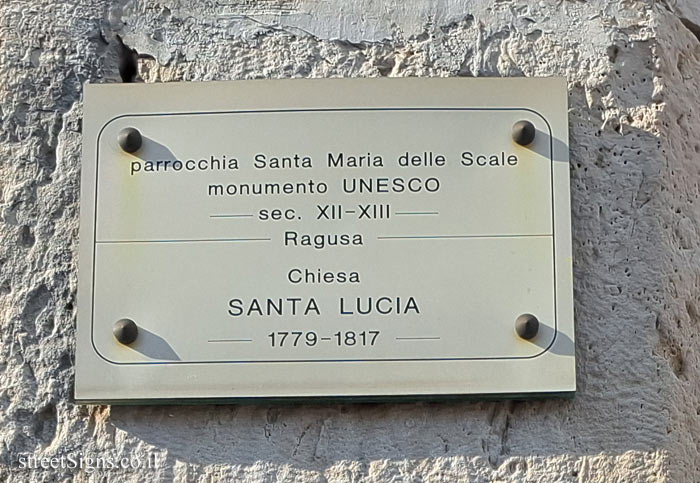 parrocchia Santa Maria delle Scale
monumento UNESCO
sec. XII-XIII
Ragusa
Chiesa
SANTA LUCIA
1779-1817
streetSigns.co.il